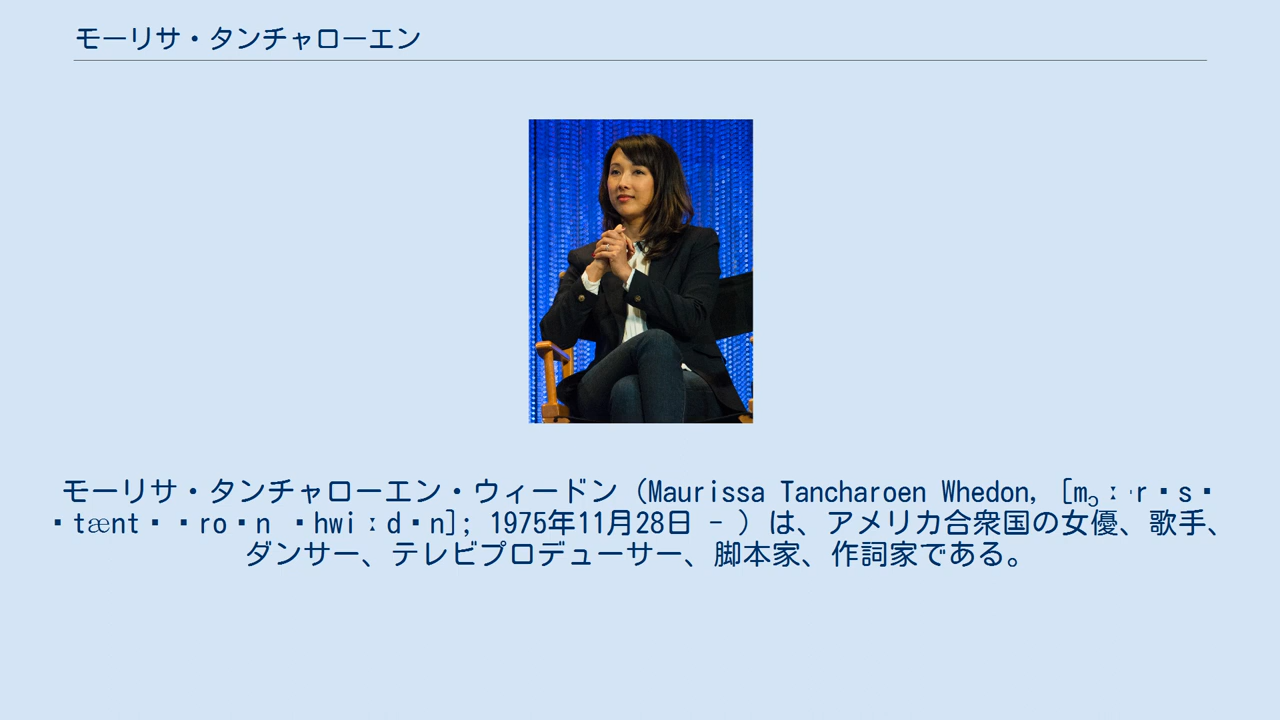 モーリサ・タンチャローエン
モーリサ・タンチャローエン・ウィードン（Maurissa Tancharoen Whedon, [mɔːˈr▪s▪
▪tænt▪▪ro▪n ▪hwiːd▪n]; 1975年11月28日 - ）は、アメリカ合衆国の女優、歌手、
ダンサー、テレビプロデューサー、脚本家、作詞家である。